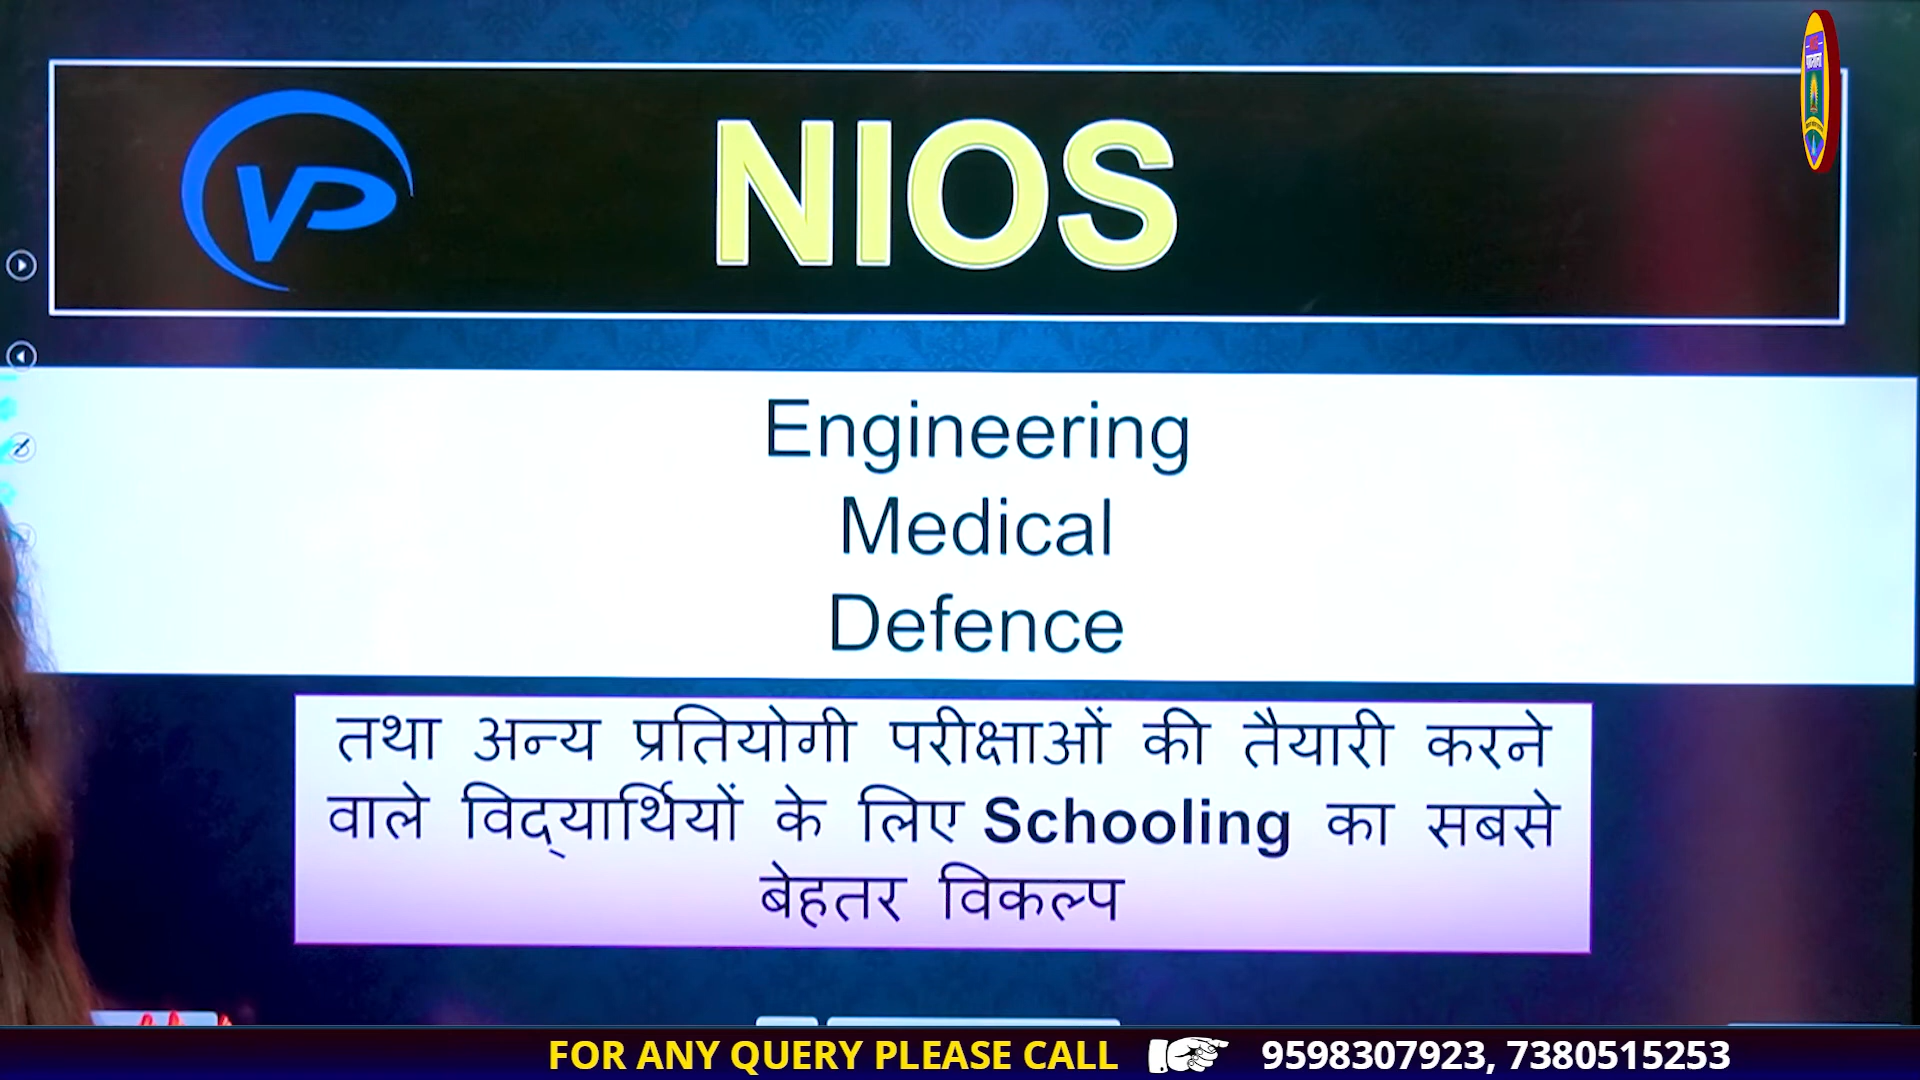 VP
NIOS
Engineering
Medical
Defence
तथा अन्य प्रतियोगी परीक्षाओं की तैयारी करने
वाले विद्यार्थियों के लिए Schooling का सबसे
बेहतर विकल्प
FOR ANY QUERY PLEASE CALL 9598307923, 7380515253